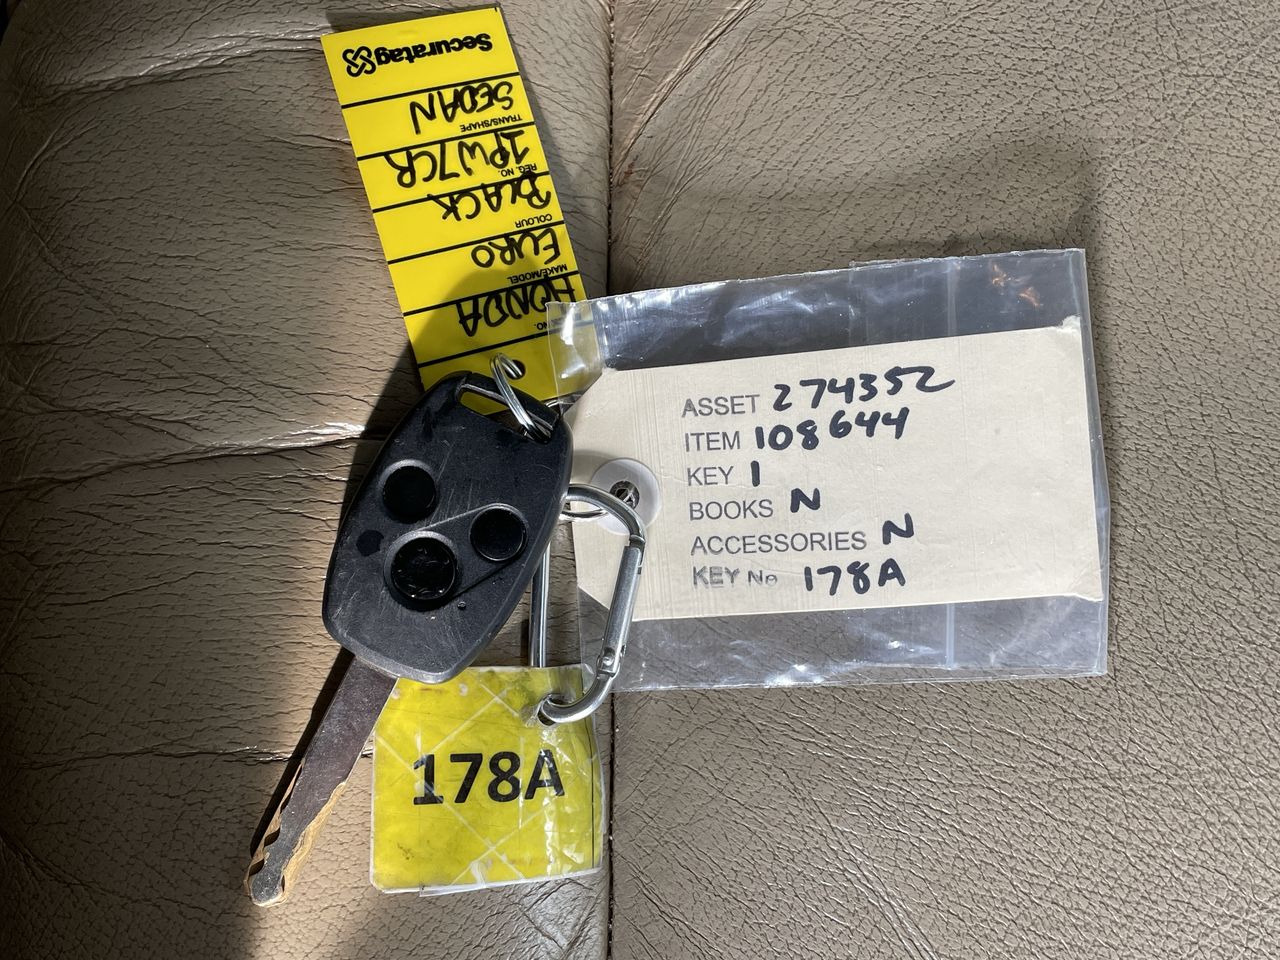 Securatag
SEDAN
TRANS/SHAPE
1PW7CR
REG. NO.
BLACK
COLOUR
EURO
MAKE/MODEL
HONDA
NO.
ASSET 274352
ITEM 108644
KEY 1
BOOKS N
ACCESSORIES N
KEY No 178A
178A